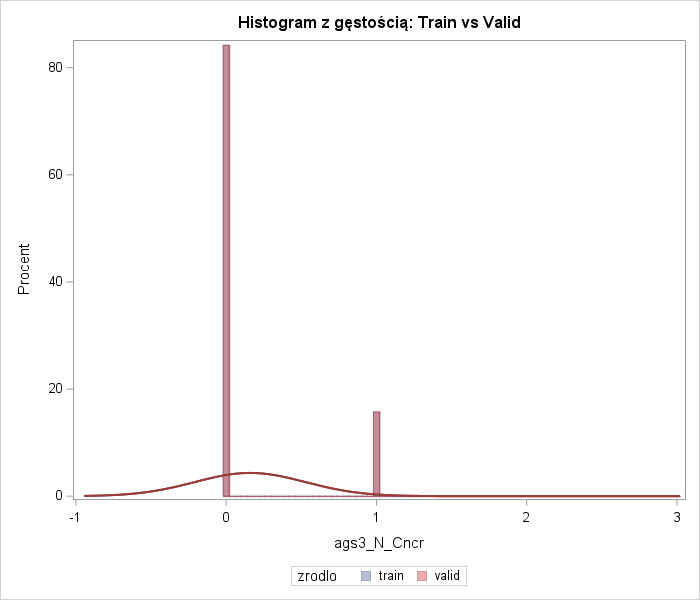 Histogram z gęstością: Train vs Valid
80
60
40
20
0
Procent
-1 0 1 2 3
ags3_N_Cncr
zrodlo train valid